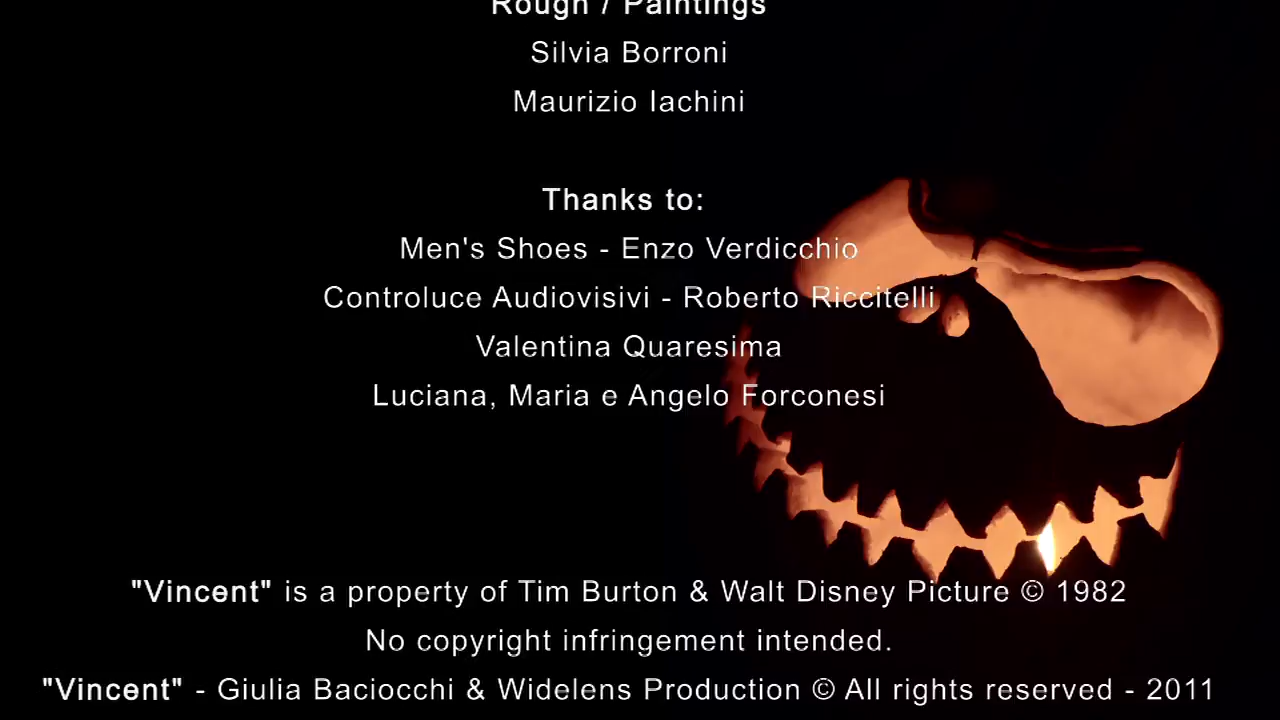 Rough / Paintings
Silvia Borroni
Maurizio Iachini
Thanks to:
Men's Shoes - Enzo Verdicchio
Controluce Audiovisivi - Roberto Riccitelli
Valentina Quaresima
Luciana, Maria e Angelo Forconesi
"Vincent" is a property of Tim Burton & Walt Disney Picture © 1982
No copyright infringement intended.
"Vincent" - Giulia Baciocchi & Widelens Production © All rights reserved - 2011